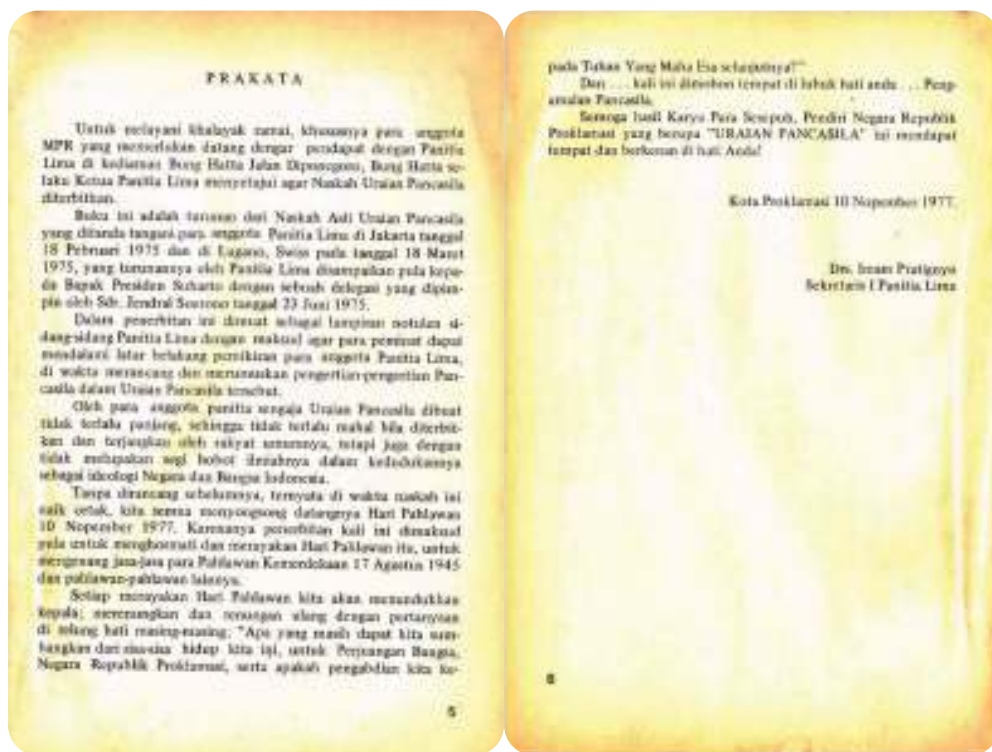 PRAKATA
Untuk melayani khalayak ramai, khususnya para anggota
MPR yang memerlukan datang dengar pendapat dengan Panitia
Lima di kediaman Bung Hatta Jalan Diponegoro, Bung Hatta se-
laku Ketua Panitia Lima menyetujui agar Naskah Uraian Pancasila
diterbitkan.
Buku ini adalah turunan dari Naskah Asli Uraian Pancasila
yang ditanda tangani para anggota Panitia Lima di Jakarta tanggal
18 Pebruari 1975 dan di Lugano, Swiss pada tanggal 18 Maret
1975, yang turunannya oleh Panitia Lima disampaikan pula kepa-
da Bapak Presiden Suharto dengan sebuah delegasi yang dipim-
pin oleh Sdr. Jendral Soerono tanggal 23 Juni 1975.
Dalam penerbitan ini dimuat sebagai lampiran notulen si-
dang-sidang Panitia Lima dengan maksud agar para peminat dapat
mendalami latar belakang pemikiran para anggota Panitia Lima,
di waktu merancang dan merumuskan pengertian-pengertian Pan-
casila dalam Uraian Pancasila tersebut.
Oleh para anggota panitia sengaja Uraian Pancasila dibuat
tidak terlalu panjang, sehingga tidak terlalu mahal bila diterbit-
kan dan terjangkau oleh rakyat umumnya, tetapi juga dengan
tidak melupakan segi bobot ilmiahnya dalam kedudukannya
sebagai ideologi Negara dan Bangsa Indonesia.
Tanpa dirancang sebelumnya, ternyata di waktu naskah ini
naik cetak, kita semua menyongsong datangnya Hari Pahlawan
10 Nopember 1977. Karenanya penerbitan kali ini dimaksud
pula untuk menghormati dan merayakan Hari Pahlawan itu, untuk
mengenang jasa-jasa para Pahlawan Kemerdekaan 17 Agustus 1945
dan pahlawan-pahlawan lainnya.
Setiap merayakan Hari Pahlawan kita akan menundukkan
kepala; merenungkan dan renungan ulang dengan pertanyaan
di relung hati masing-masing: "Apa yang masih dapat kita sum-
bangkan dari sisa-sisa hidup kita ini, untuk Perjuangan Bangsa,
Negara Republik Proklamasi, serta apakah pengabdian kita ke-
5
pada Tuhan Yang Maha Esa selanjutnya?"
Dan ... kali ini dimohon tempat di lubuk hati anda ... Peng-
amalan Pancasila.
Semoga hasil Karya Para Sesepuh, Pendiri Negara Republik
Proklamasi yang berupa "URAIAN PANCASILA" ini mendapat
tempat dan berkenan di hati Anda!
Kota Proklamasi 10 Nopember 1977.
Drs. Imam Pratignyo
Sekretaris I Panitia Lima
6